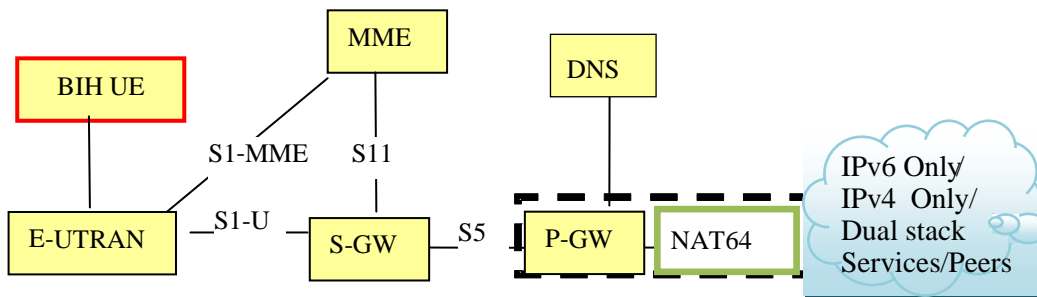 MME
DNS
BIH UE
S1-MME
S11
IPv6 Only/
IPv4 Only/
Dual stack
Services/Peers
E-UTRAN
S1-U
S-GW
S5
P-GW
NAT64